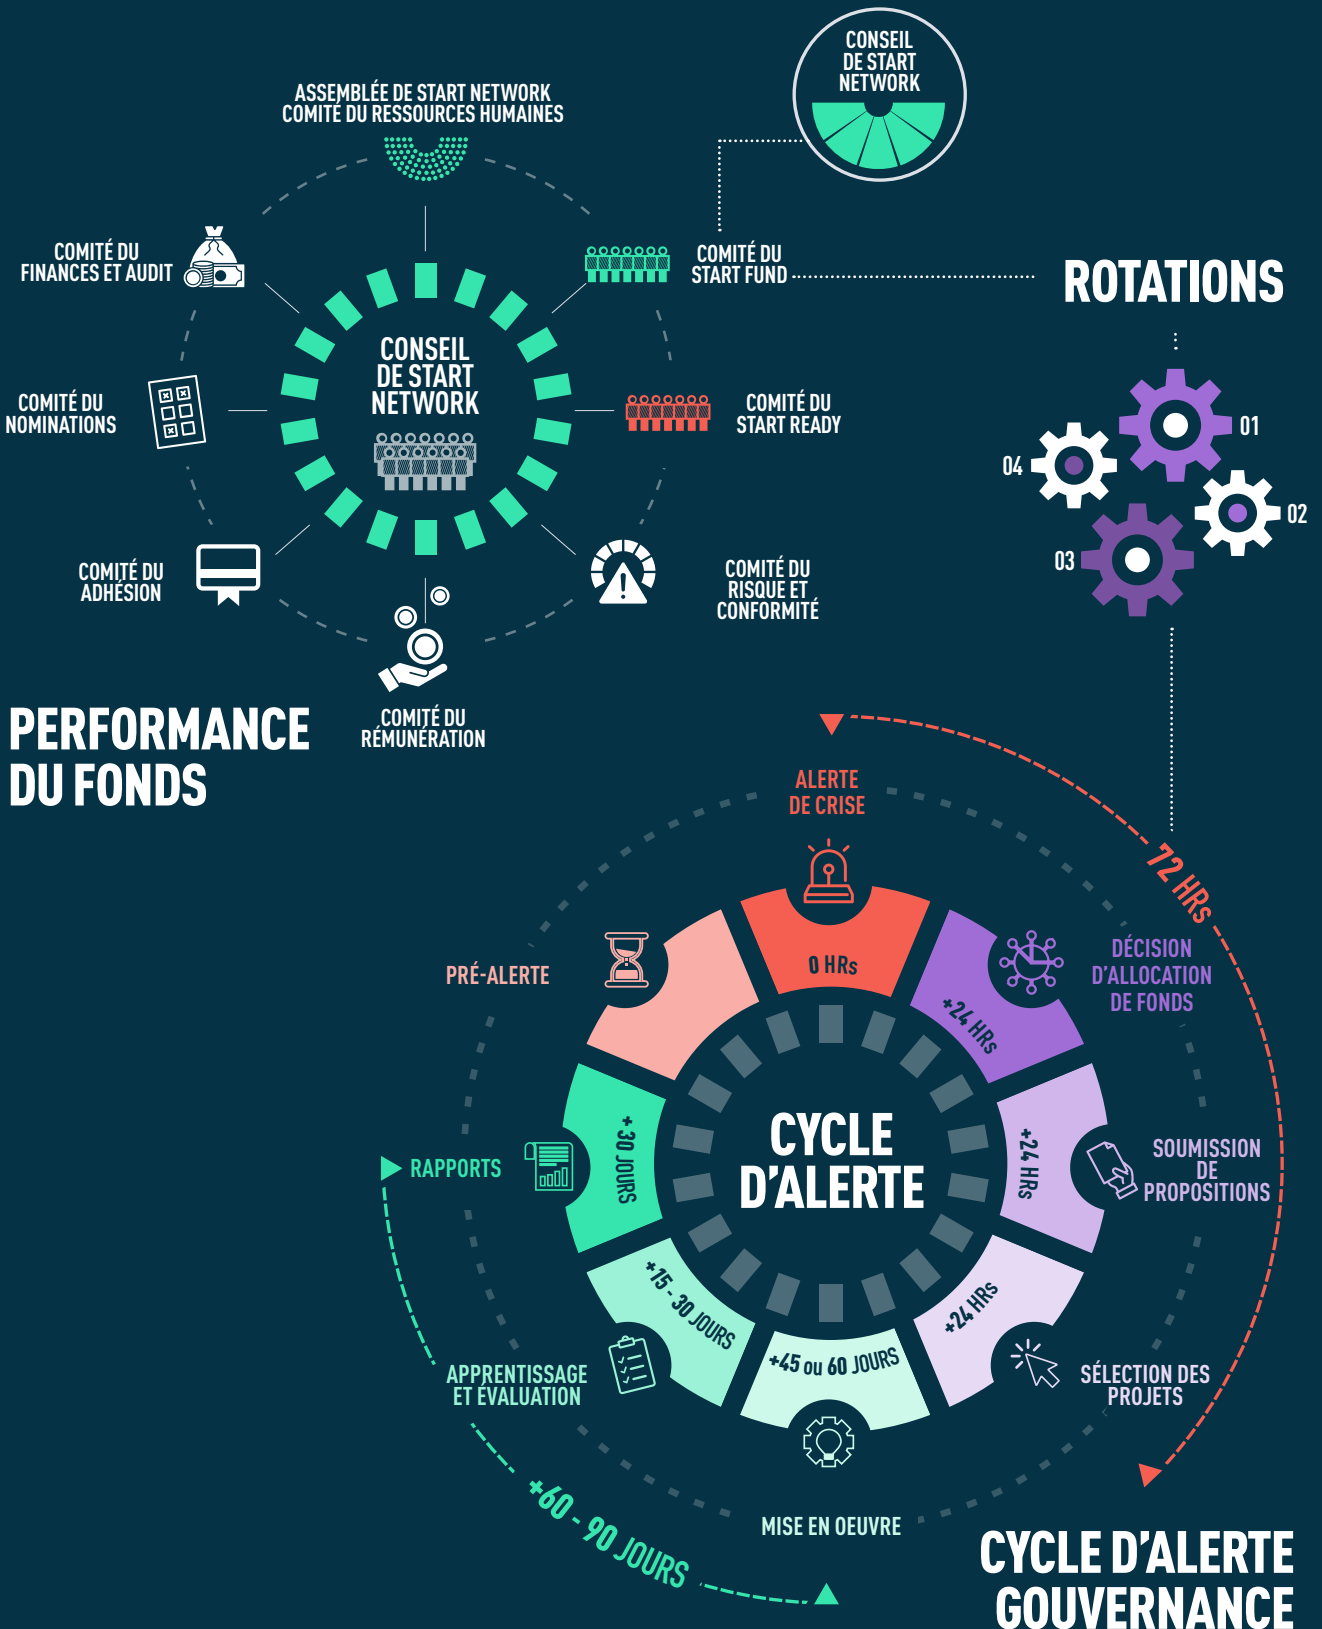 CONSEIL
DE START
NETWORK
ASSEMBLÉE DE START NETWORK
COMITÉ DU RESSOURCES HUMAINES
COMITÉ DU
FINANCES ET AUDIT
COMITÉ DU
START FUND
ROTATIONS
CONSEIL
DE START
NETWORK
COMITÉ DU
NOMINATIONS
COMITÉ DU
START READY
01
04
02
03
COMITÉ DU
ADHÉSION
COMITÉ DU
RISQUE ET
CONFORMITÉ
COMITÉ DU
RÉMUNÉRATION
PERFORMANCE
DU FONDS
ALERTE
DE CRISE
72 HRs
0 HRs
DÉCISION
D'ALLOCATION
DE FONDS
+24 HRs
PRÉ-ALERTE
CYCLE
D'ALERTE
SOUMISSION
DE
PROPOSITIONS
+24 HRs
RAPPORTS
+ 30 JOURS
+24 HRs
SÉLECTION DES
PROJETS
+15 - 30 JOURS
APPRENTISSAGE
ET ÉVALUATION
+45 ou 60 JOURS
MISE EN OEUVRE
+60 - 90 JOURS
CYCLE D'ALERTE
GOUVERNANCE